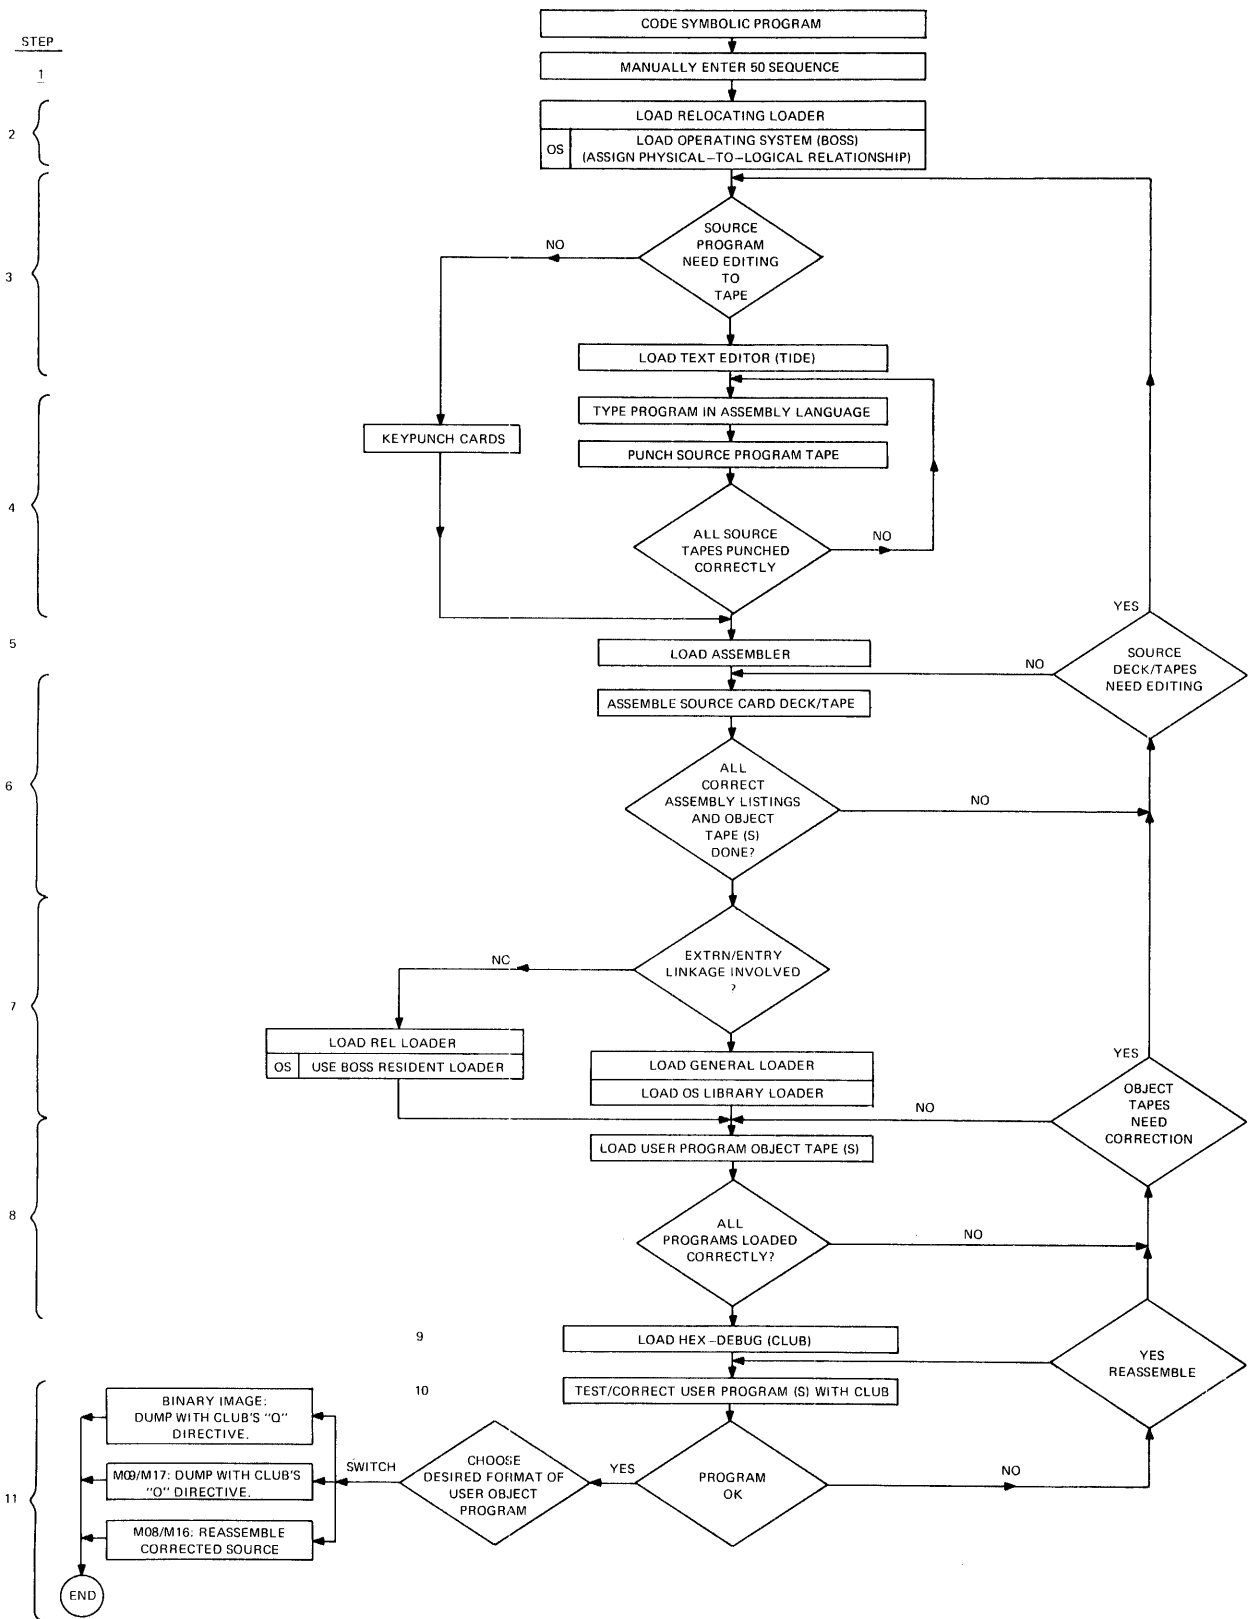 CODE SYMBOLIC PROGRAM
STEP
MANUALLY ENTER 50 SEQUENCE
1
LOAD RELOCATING LOADER
2
OS
LOAD OPERATING SYSTEM (BOSS)
(ASSIGN PHYSICAL-TO-LOGICAL RELATIONSHIP)
3
SOURCE
PROGRAM
NEED EDITING
TO
TAPE
NO
LOAD TEXT EDITOR (TIDE)
TYPE PROGRAM IN ASSEMBLY LANGUAGE
KEYPUNCH CARDS
PUNCH SOURCE PROGRAM TAPE
4
ALL SOURCE
TAPES PUNCHED
CORRECTLY
NO
YES
5
LOAD ASSEMBLER
NO
SOURCE
DECK/TAPES
NEED EDITING
ASSEMBLE SOURCE CARD DECK/TAPE
6
ALL
CORRECT
ASSEMBLY LISTINGS
AND OBJECT
TAPE (S)
DONE?
NO
NC
EXTRN/ENTRY
LINKAGE INVOLVED
?
7
LOAD REL LOADER
OS
USE BOSS RESIDENT LOADER
LOAD GENERAL LOADER
LOAD OS LIBRARY LOADER
YES
NO
OBJECT
TAPES
NEED
CORRECTION
LOAD USER PROGRAM OBJECT TAPE (S)
8
ALL
PROGRAMS LOADED
CORRECTLY?
NO
9
LOAD HEX-DEBUG (CLUB)
YES
REASSEMBLE
10
TEST/CORRECT USER PROGRAM (S) WITH CLUB
BINARY IMAGE:
DUMP WITH CLUB'S "Q"
DIRECTIVE.
M09/M17: DUMP WITH CLUB'S
"O" DIRECTIVE.
M08/M16: REASSEMBLE
CORRECTED SOURCE
SWITCH
CHOOSE
DESIRED FORMAT OF
USER OBJECT
PROGRAM
YES
PROGRAM
OK
NO
11
END